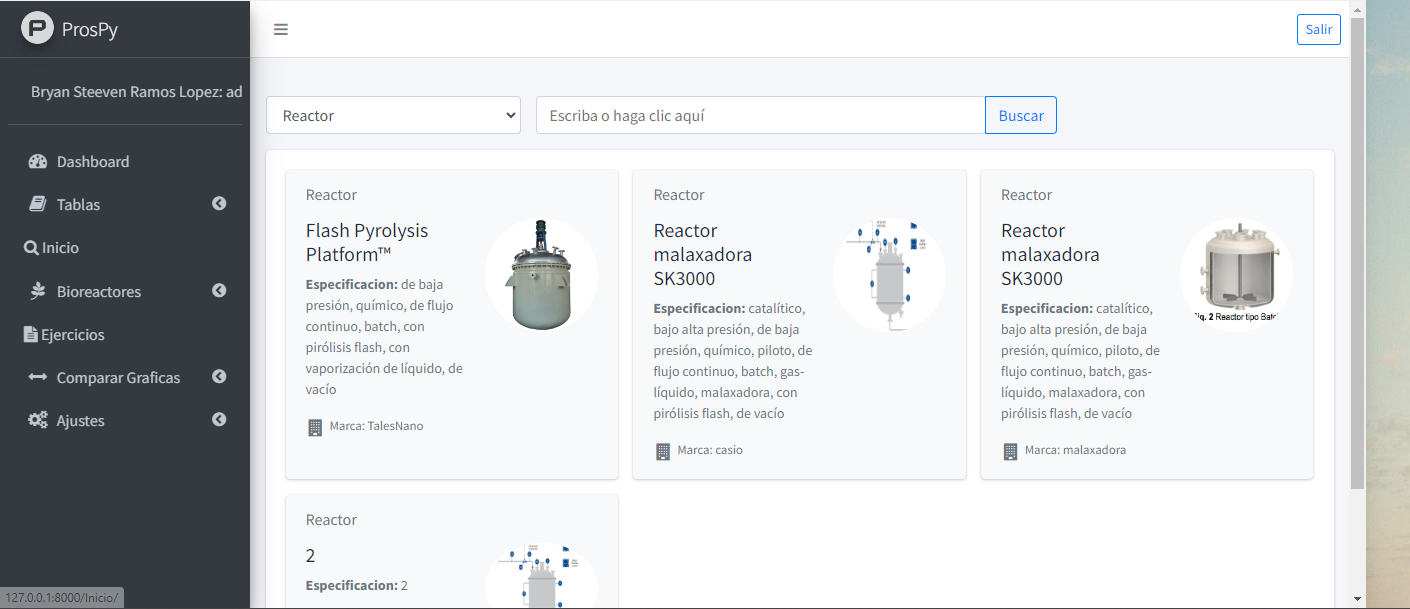 ProsPy
Salir
Bryan Steeven Ramos Lopez: ad
Reactor
Escriba o haga clic aquí
Buscar
Dashboard
Tablas
Inicio
Bioreactores
Ejercicios
Comparar Graficas
Ajustes
Reactor
Flash Pyrolysis
Platform™
Especificacion: de baja
presión, químico, de flujo
continuo, batch, con
pirólisis flash, con
vaporización de líquido, de
vacío
Marca: TalesNano
Reactor
Reactor
malaxadora
SK3000
Especificacion: catalítico,
bajo alta presión, de baja
presión, químico, piloto, de
flujo continuo, batch, gas-
líquido, malaxadora, con
pirólisis flash, de vacío
Marca: casio
Reactor
Reactor
malaxadora
SK3000
Especificacion: catalítico,
bajo alta presión, de baja
presión, químico, piloto, de
flujo continuo, batch, gas-
líquido, malaxadora, con
pirólisis flash, de vacío
Fig. 2 Reactor tipo Batch
Marca: malaxadora
Reactor
2
Especificacion: 2
127.0.0.1:8000/Inicio/